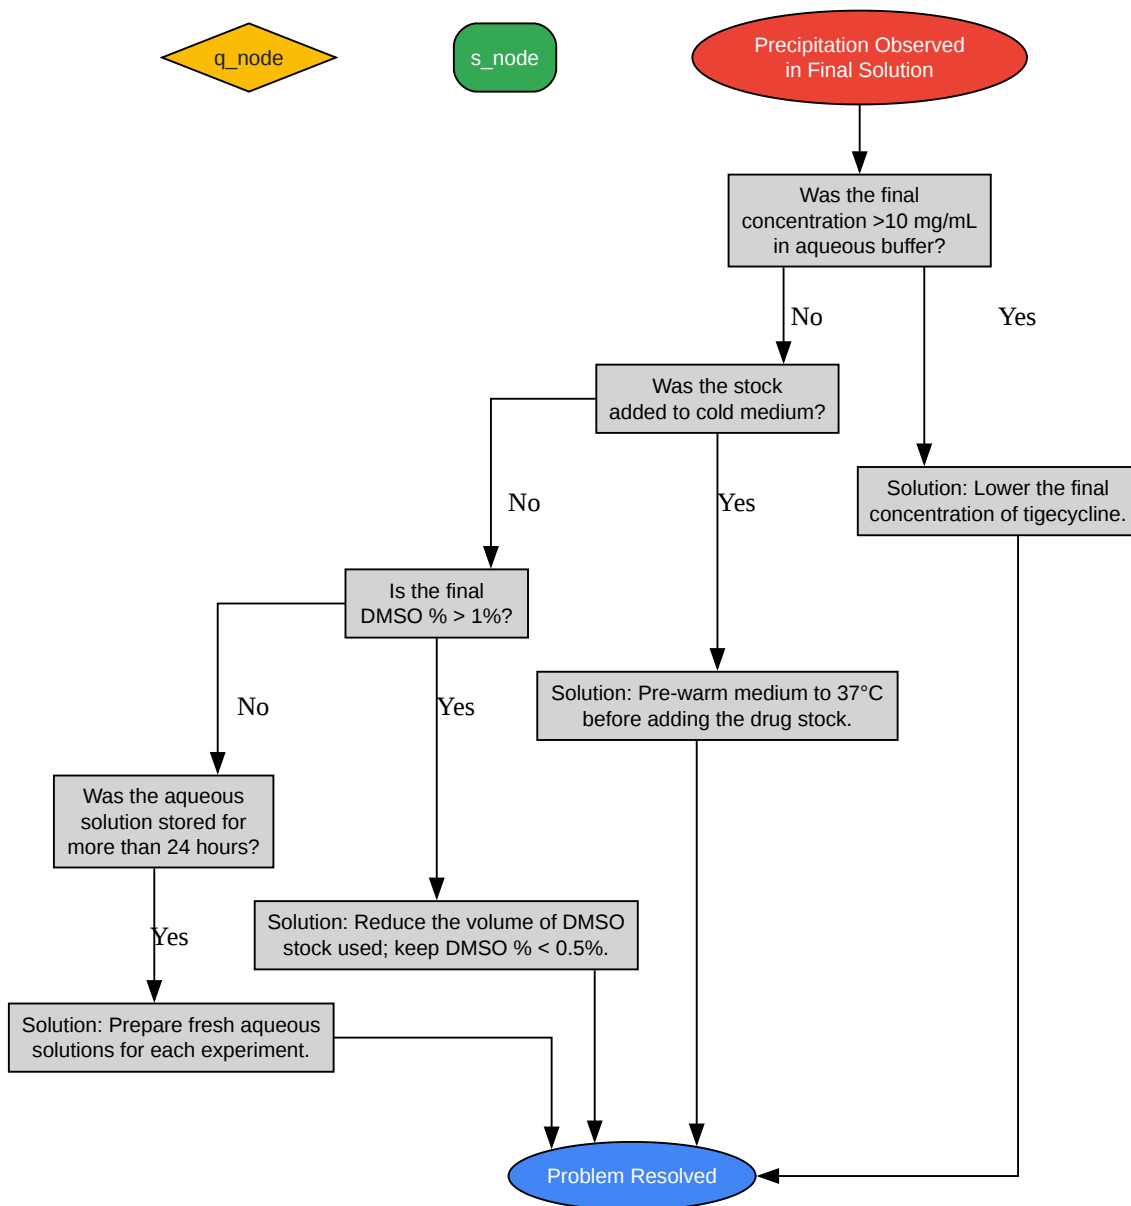 q_node
s_node
Precipitation Observed
in Final Solution
Was the final
concentration >10 mg/mL
in aqueous buffer?
No
Yes
Was the stock
added to cold medium?
Solution: Lower the final
concentration of tigecycline.
No
Yes
Is the final
DMSO % > 1%?
Solution: Pre-warm medium to 37°C
before adding the drug stock.
No
Yes
Was the aqueous
solution stored for
more than 24 hours?
Solution: Reduce the volume of DMSO
stock used; keep DMSO % < 0.5%.
Yes
Solution: Prepare fresh aqueous
solutions for each experiment.
Problem Resolved